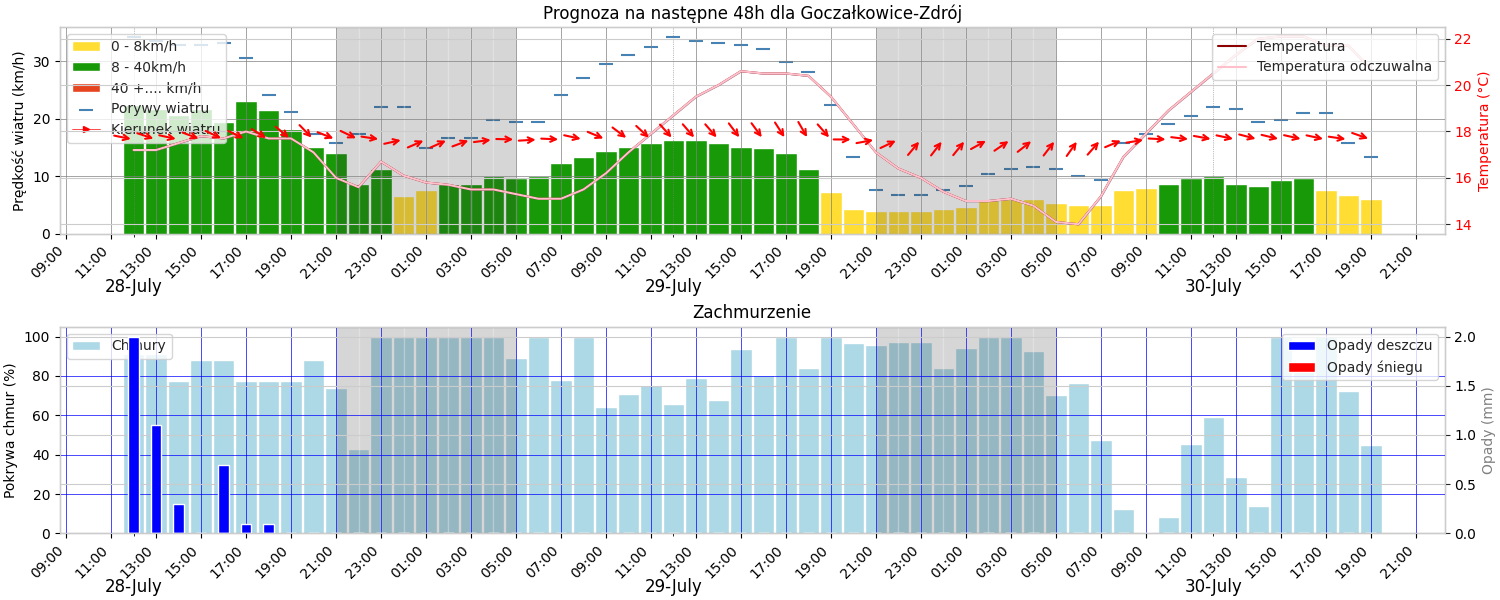 Prognoza na następne 48h dla Goczałkowice-Zdrój
Prędkość wiatru (km/h)
30
20
10
0
0 - 8km/h
8 - 40km/h
40 +.... km/h
Porywy wiatru
Kierunek wiatru
Temperatura
Temperatura odczuwalna
22
20
18
16
14
Temperatura (°C)
09:00 11:00 13:00 15:00 17:00 19:00 21:00 23:00 01:00 03:00 05:00 07:00 09:00 11:00 13:00 15:00 17:00 19:00 21:00 23:00 01:00 03:00 05:00 07:00 09:00 11:00 13:00 15:00 17:00 19:00 21:00
28-July 29-July 30-July
Zachmurzenie
Pokrywa chmur (%)
100
80
60
40
20
0
Chmury
Opady deszczu
Opady śniegu
2.0
1.5
1.0
0.5
0.0
Opady (mm)
09:00 11:00 13:00 15:00 17:00 19:00 21:00 23:00 01:00 03:00 05:00 07:00 09:00 11:00 13:00 15:00 17:00 19:00 21:00 23:00 01:00 03:00 05:00 07:00 09:00 11:00 13:00 15:00 17:00 19:00 21:00
28-July 29-July 30-July